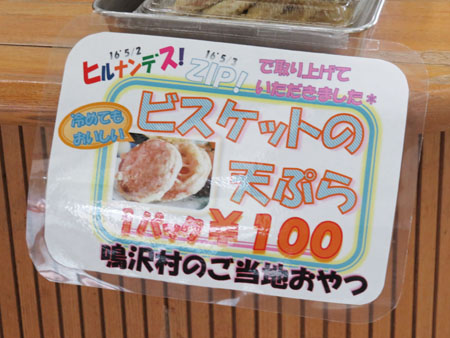 16'5/2
ヒルナンデス!
16'5/3
ZIP!
で取り上げて
いただきました*
冷めても
おいしい
ビスケットの
天ぷら
1パック¥100
鳴沢村のご当地おやつ